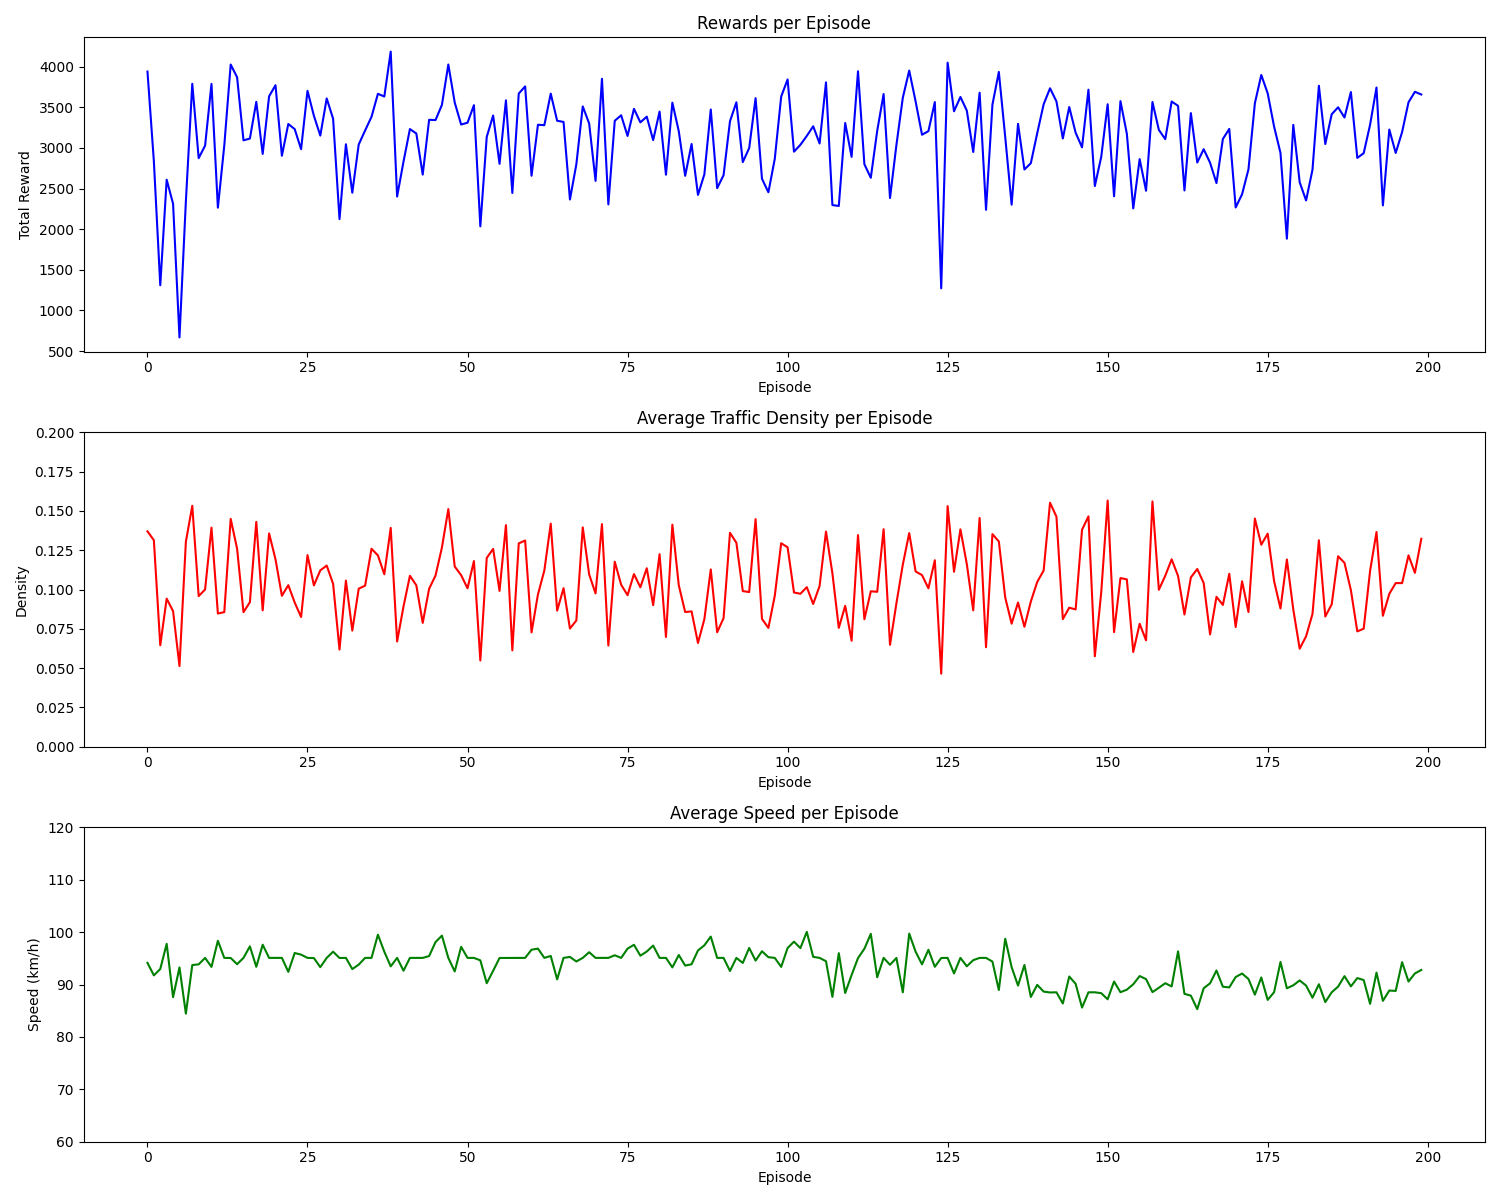 Rewards per Episode
Total Reward
4000
3500
3000
2500
2000
1500
1000
500
0 25 50 75 100 125 150 175 200
Episode
Average Traffic Density per Episode
Density
0.200
0.175
0.150
0.125
0.100
0.075
0.050
0.025
0.000
0 25 50 75 100 125 150 175 200
Episode
Average Speed per Episode
Speed (km/h)
120
110
100
90
80
70
60
0 25 50 75 100 125 150 175 200
Episode